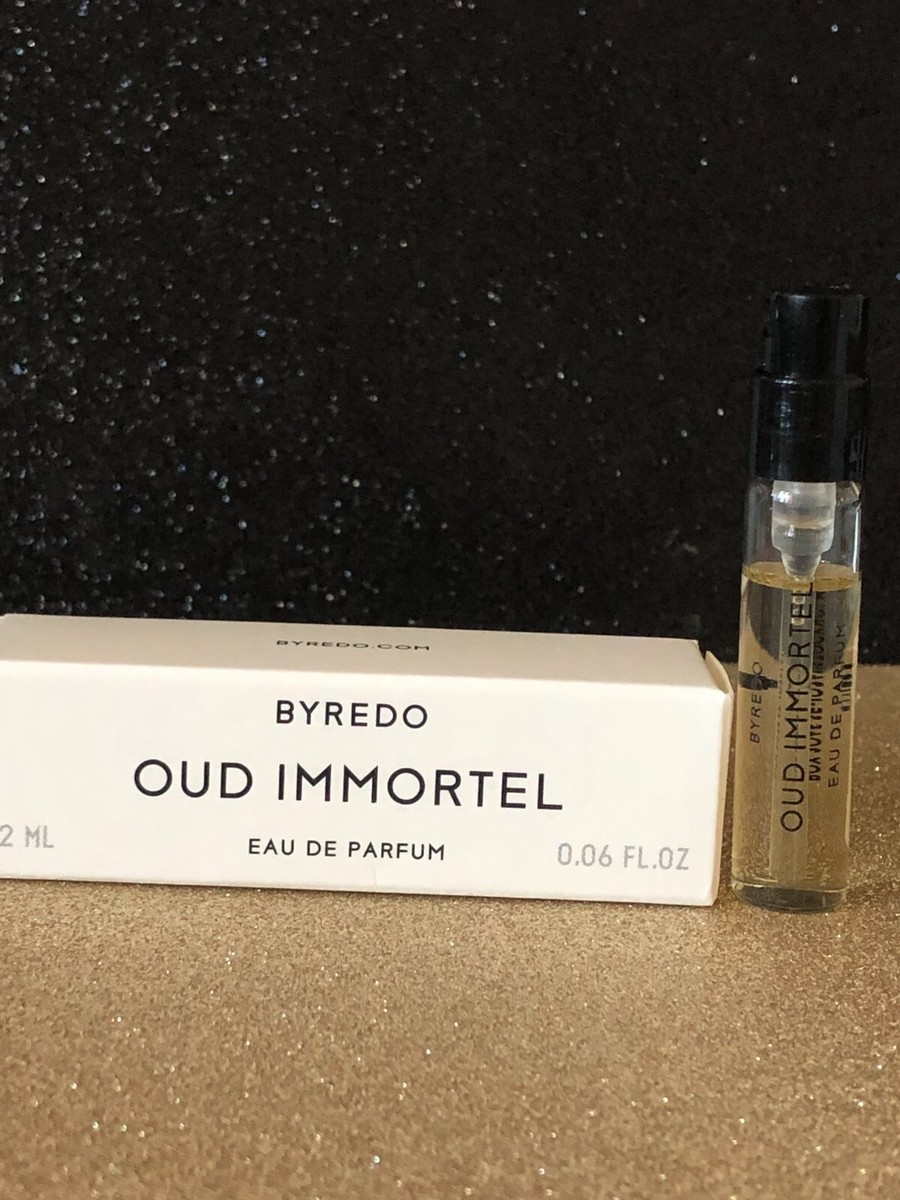 BYREDO.COM
BYREDO
OUD IMMORTEL
EAU DE PARFUM
2 ML
0.06 FL.OZ
BYREDO
OUD IMMORTEL
EAU DE PARFUM